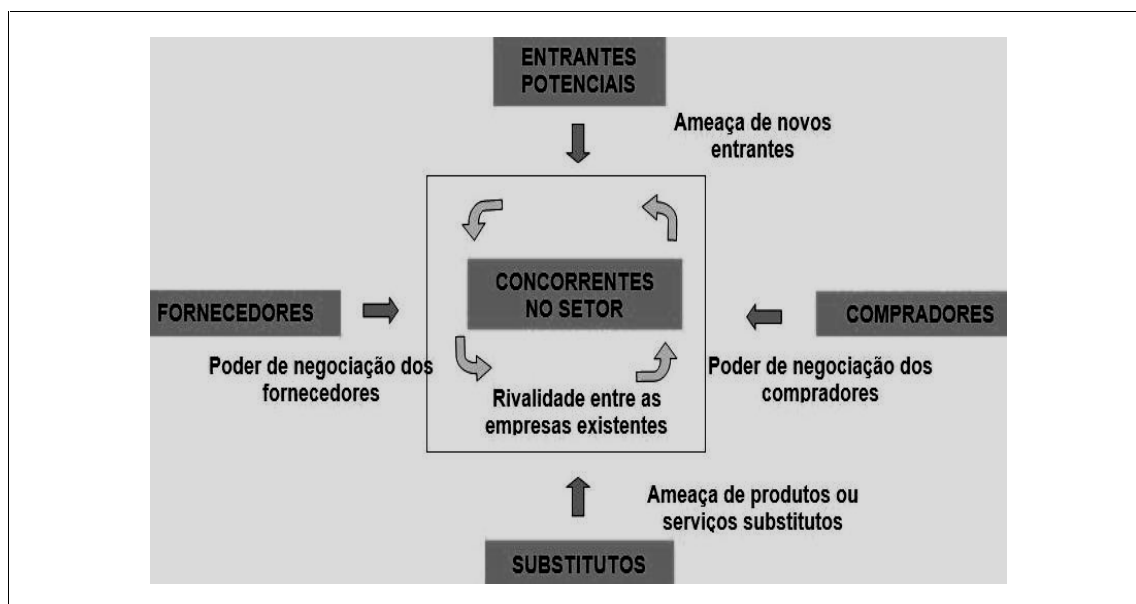 ENTRANTES
POTENCIAIS
Ameaça de novos
entrantes
CONCORRENTES
NO SETOR
FORNECEDORES
COMPRADORES
Poder de negociação dos
fornecedores
Poder de negociação dos
compradores
Rivalidade entre as
empresas existentes
Ameaça de produtos ou
serviços substitutos
SUBSTITUTOS